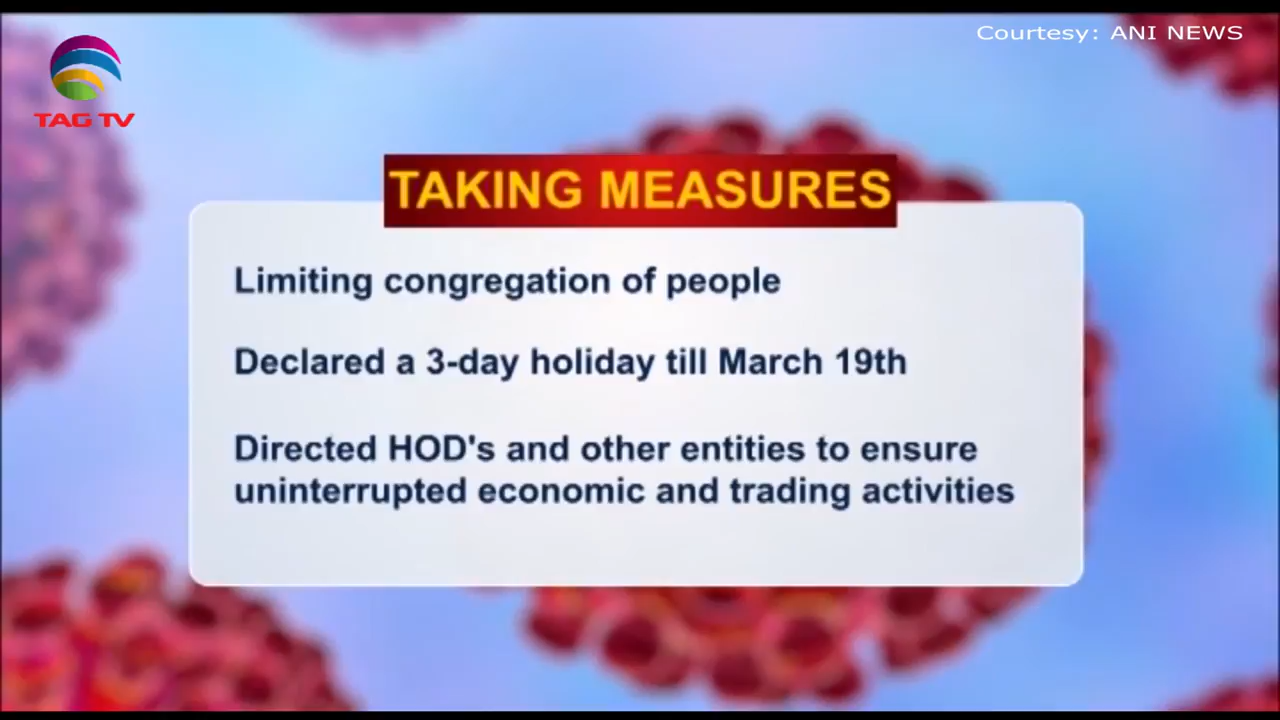 Courtesy: ANI NEWS
TAG TV
TAKING MEASURES
Limiting congregation of people
Declared a 3-day holiday till March 19th
Directed HOD's and other entities to ensure
uninterrupted economic and trading activities